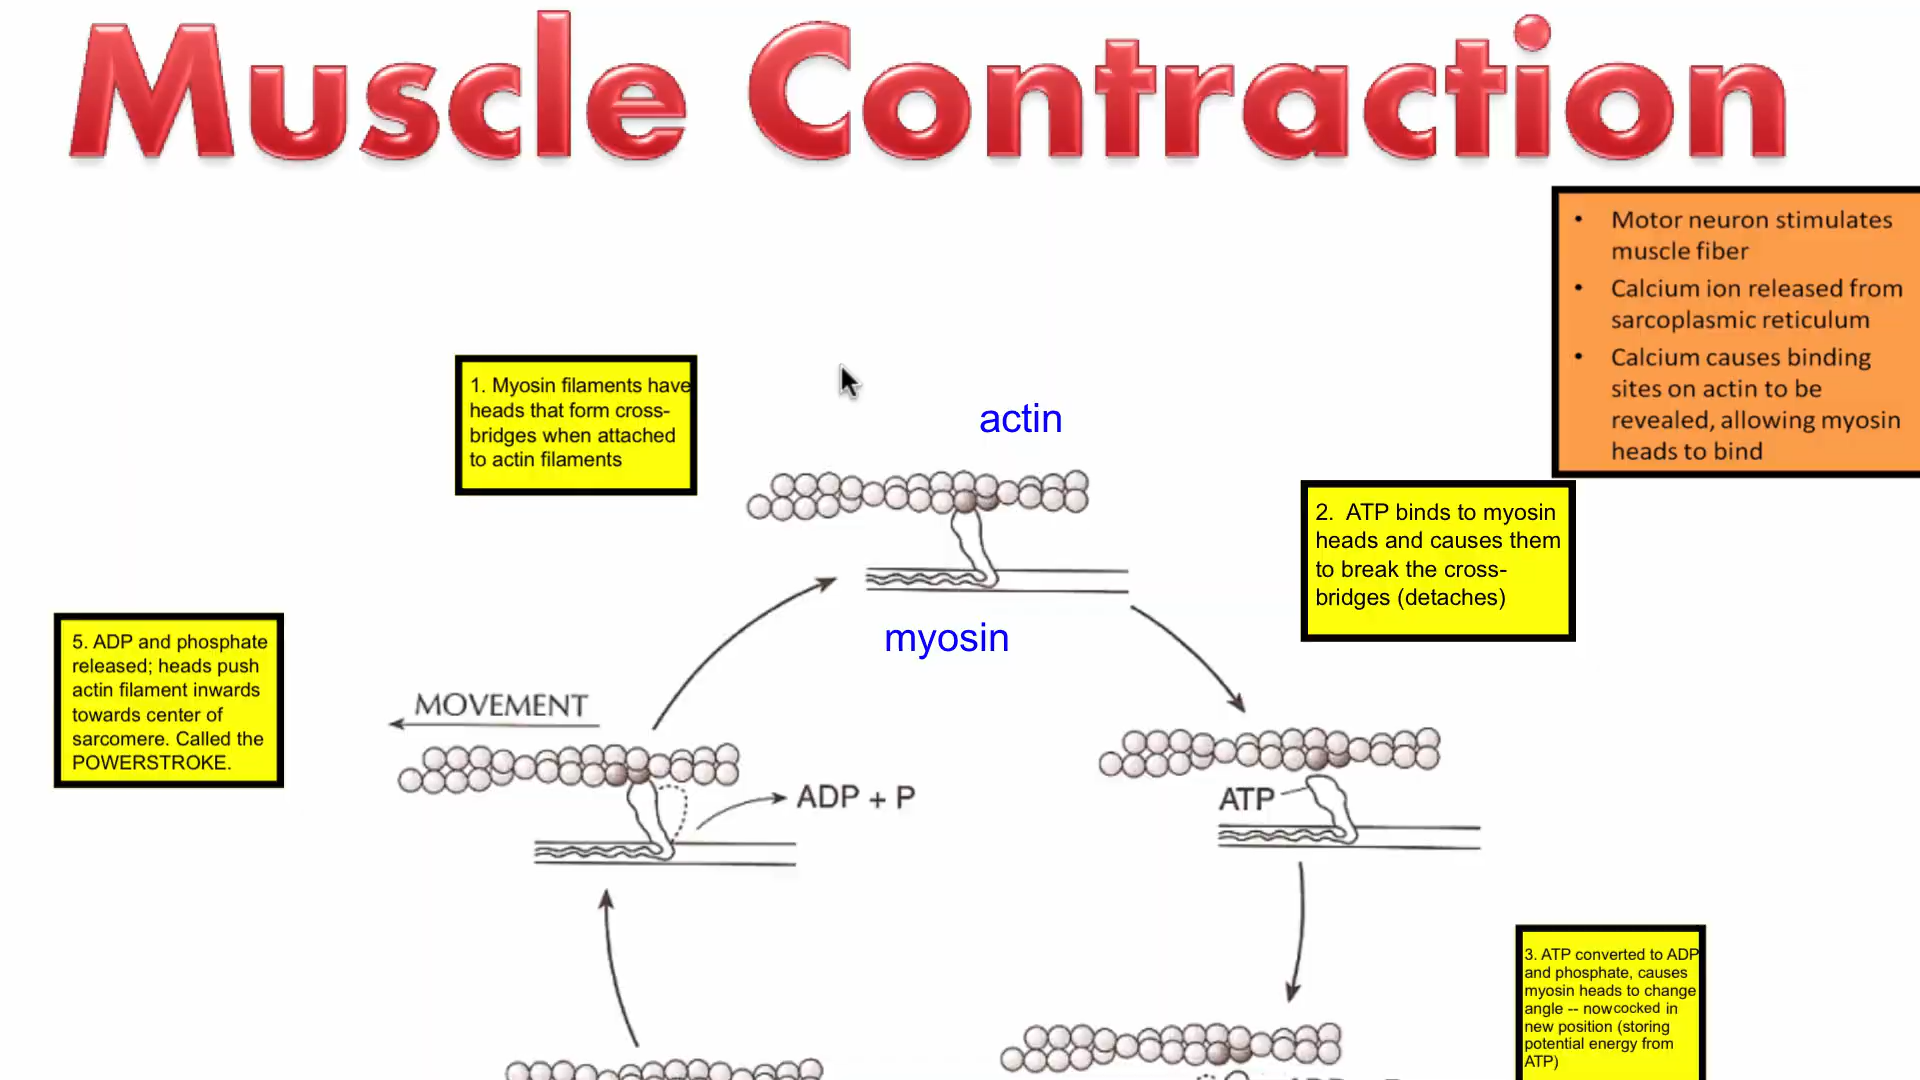 Muscle Contraction
• Motor neuron stimulates
muscle fiber
• Calcium ion released from
sarcoplasmic reticulum
• Calcium causes binding
sites on actin to be
revealed, allowing myosin
heads to bind
1. Myosin filaments have
heads that form cross-
bridges when attached
to actin filaments
actin
2. ATP binds to myosin
heads and causes them
to break the cross-
bridges (detaches)
myosin
5. ADP and phosphate
released; heads push
actin filament inwards
towards center of
sarcomere. Called the
POWERSTROKE.
MOVEMENT
ADP + P
ATP
3. ATP converted to ADP
and phosphate, causes
myosin heads to change
angle -- nowcocked in
new position (storing
potential energy from
ATP)